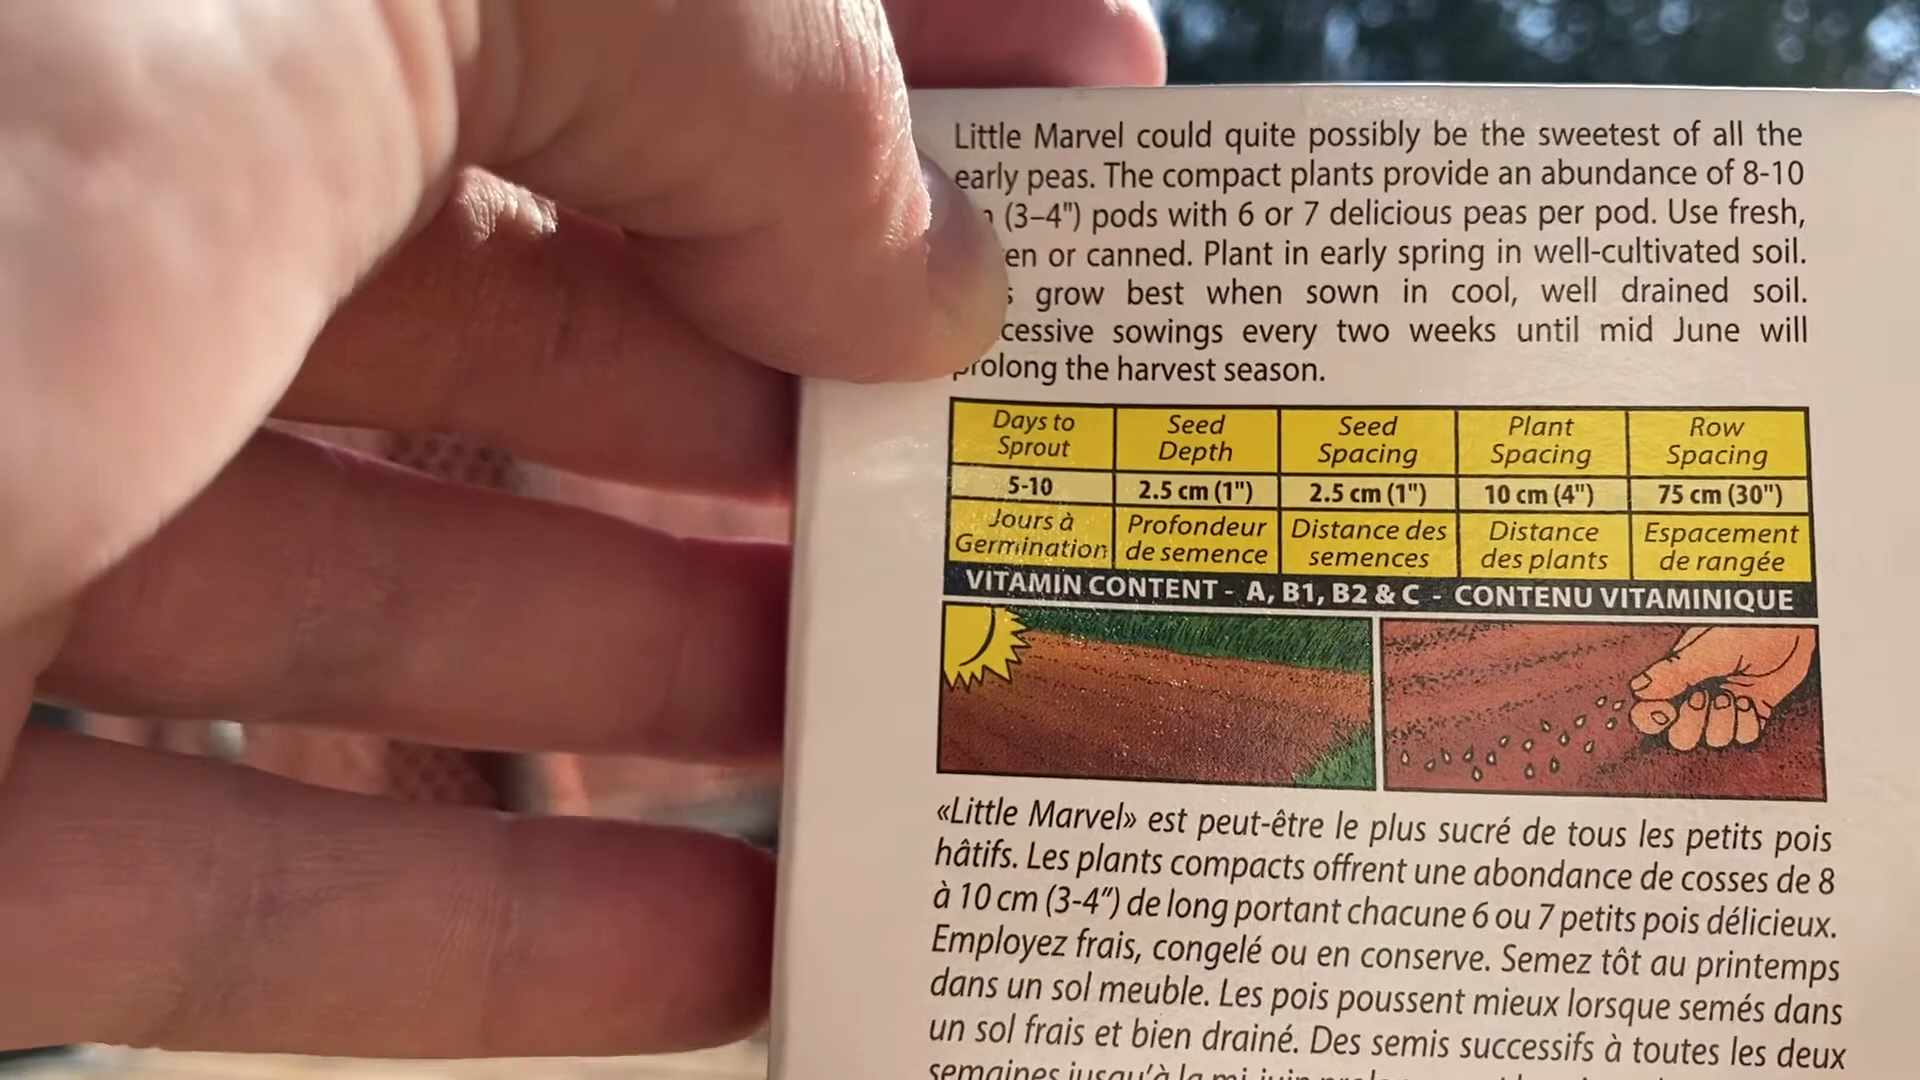 Little Marvel could quite possibly be the sweetest of all the
early peas. The compact plants provide an abundance of 8-10
(3–4") pods with 6 or 7 delicious peas per pod. Use fresh,
or canned. Plant in early spring in well-cultivated soil.
grow best when sown in cool, well drained soil.
sowings every two weeks until mid June will
prolong the harvest season.
Days to Sprout
Seed Depth
Seed Spacing
Plant Spacing
Row Spacing
5-10
2.5 cm (1")
2.5 cm (1")
10 cm (4")
75 cm (30")
Jours à Germination
Profondeur de semence
Distance des semences
Distance des plants
Espacement de rangée
VITAMIN CONTENT - A, B1, B2 & C - CONTENU VITAMINIQUE
«Little Marvel» est peut-être le plus sucré de tous les petits pois
hâtifs. Les plants compacts offrent une abondance de cosses de 8
à 10 cm (3-4") de long portant chacune 6 ou 7 petits pois délicieux.
Employez frais, congelé ou en conserve. Semez tôt au printemps
dans un sol meuble. Les pois poussent mieux lorsque semés dans
un sol frais et bien drainé. Des semis successifs à toutes les deux
semaines jusqu'à la mi-juin